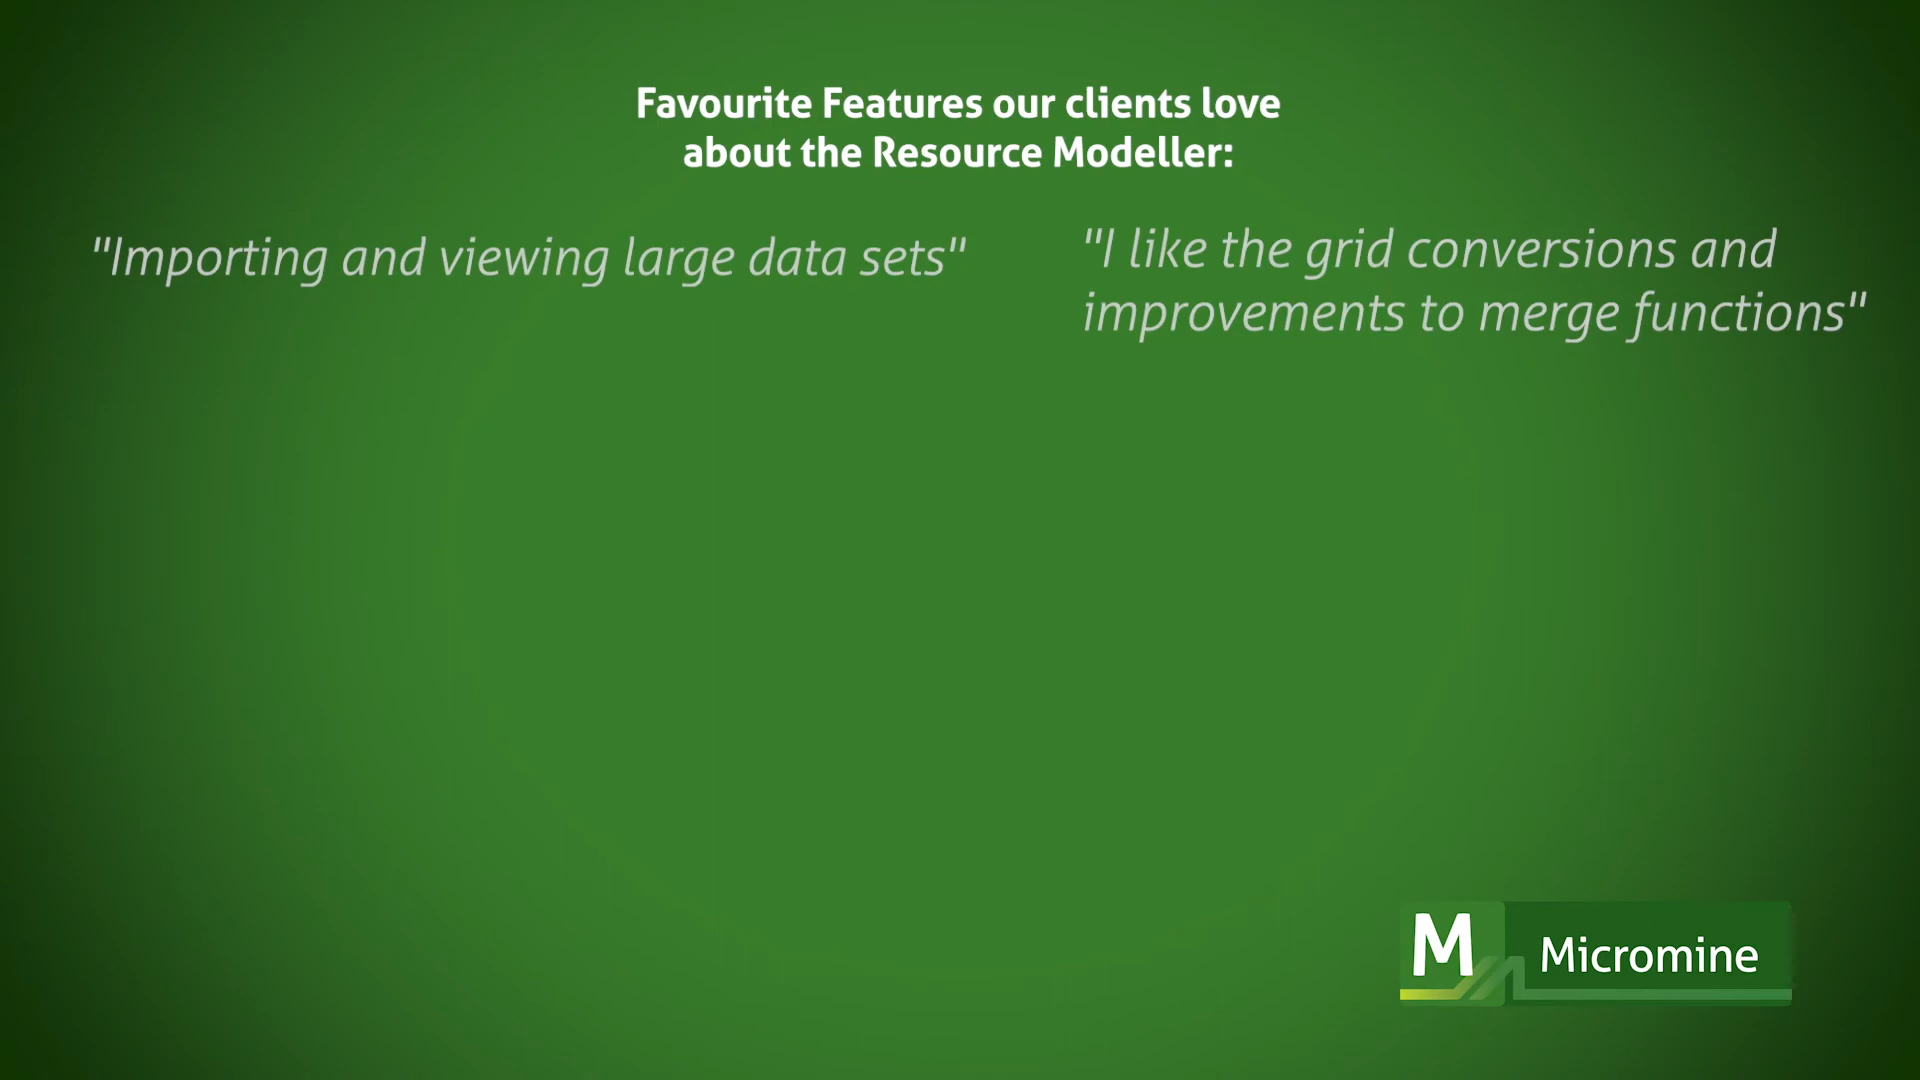 Favourite Features our clients love
about the Resource Modeller:
"Importing and viewing large data sets"
"I like the grid conversions and
improvements to merge functions"
M
Micromine